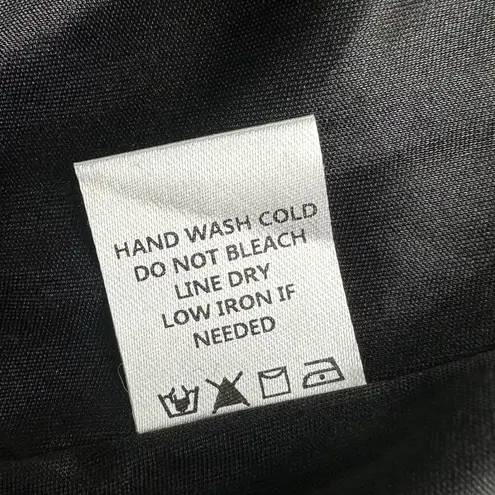 HAND WASH COLD
DO NOT BLEACH
LINE DRY
LOW IRON IF
NEEDED